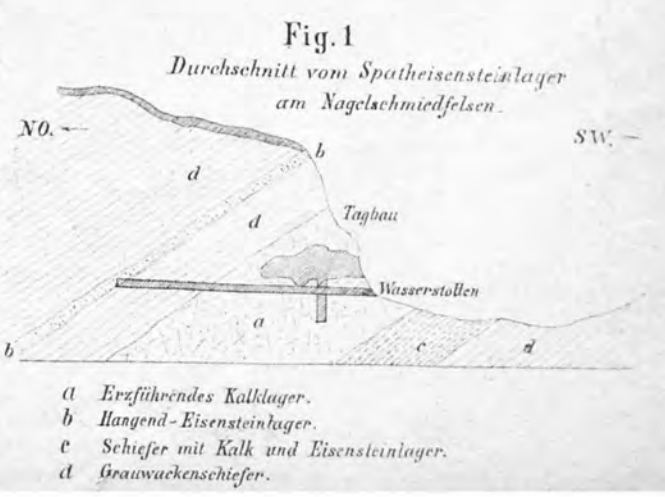 Fig. 1
Durchschnitt vom Spatheisensteinlager
am Nagelschmiedfelsen.
NO.
SW.
b
d
d
Tagbau
Wasserstollen
a
b
c
d
a Erzführendes Kalklager.
b Hangend-Eisensteinlager.
c Schiefer mit Kalk und Eisensteinlager.
d Grauwackenschiefer.